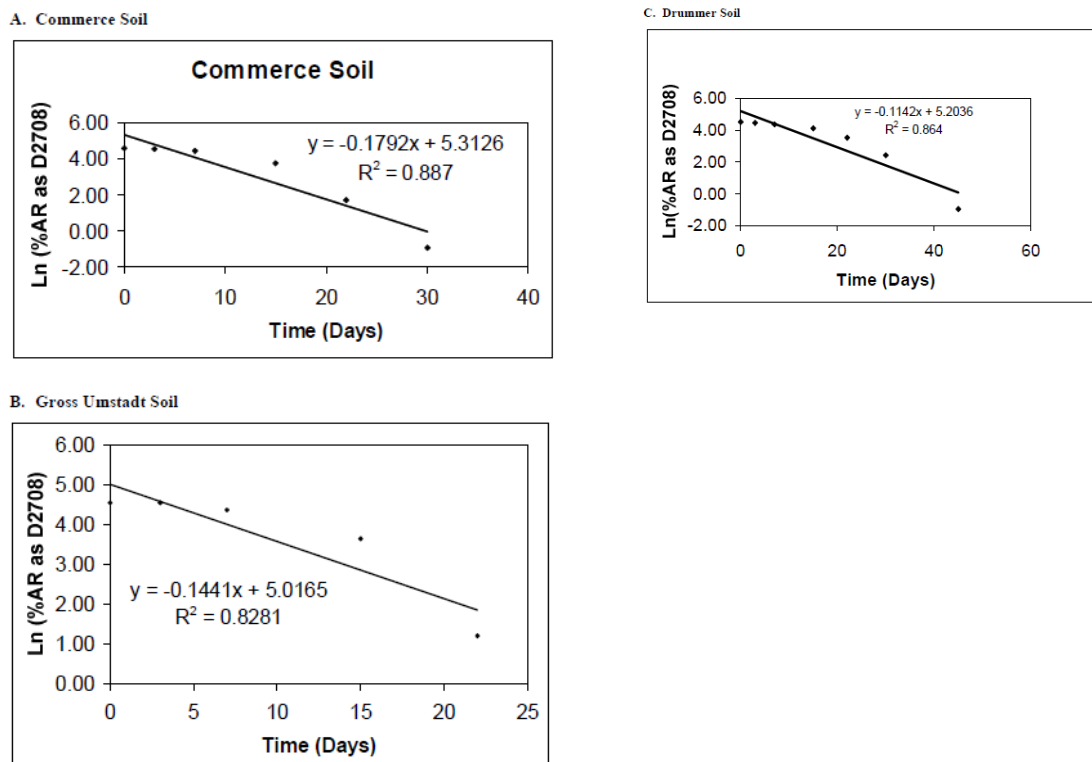 A. Commerce Soil
Commerce Soil
Ln (%AR as D2708)
6.00
4.00
2.00
0.00
-2.00
y = -0.1792x + 5.3126
R² = 0.887
0 10 20 30 40
Time (Days)
C. Drummer Soil
Ln(%AR as D2708)
6.00
4.00
2.00
0.00
-2.00
y = -0.1142x + 5.2036
R² = 0.864
0 20 40 60
Time (Days)
B. Gross Umstadt Soil
Ln (%AR as D2708)
6.00
5.00
4.00
3.00
2.00
1.00
0.00
y = -0.1441x + 5.0165
R² = 0.8281
0 5 10 15 20 25
Time (Days)